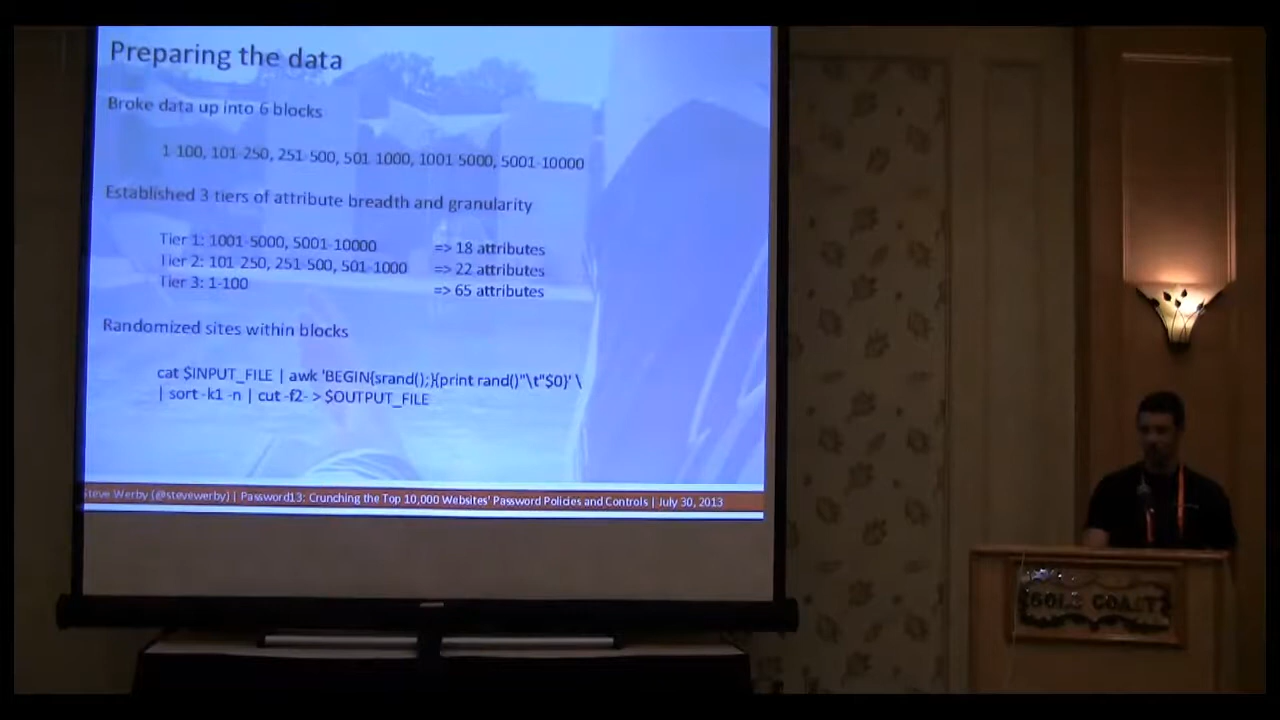 Preparing the data
Broke data up into 6 blocks
1-100, 101-250, 251-500, 501-1000, 1001-5000, 5001-10000
Established 3 tiers of attribute breadth and granularity
Tier 1: 1001-5000, 5001-10000 => 18 attributes
Tier 2: 101-250, 251-500, 501-1000 => 22 attributes
Tier 3: 1-100 => 65 attributes
Randomized sites within blocks
cat $INPUT_FILE | awk 'BEGIN{srand();}{print rand()"\t"$0}' \
| sort -k1 -n | cut -f2- > $OUTPUT_FILE
Steve Werby (@stevewerby) | Password13: Crunching the Top 10,000 Websites' Password Policies and Controls | July 30, 2013
GOLD COAST